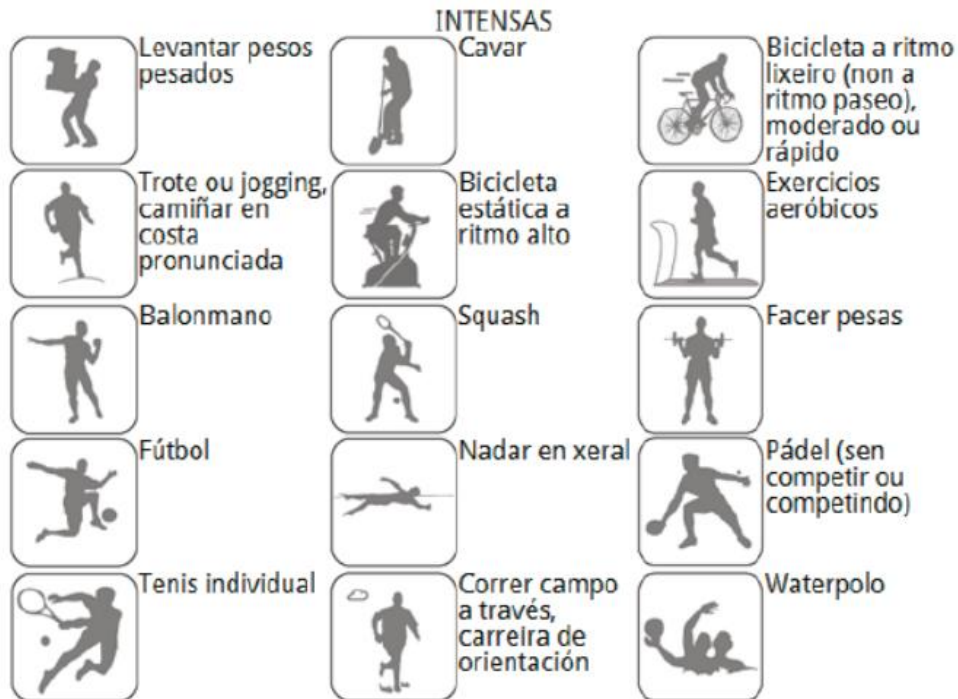 INTENSAS
Levantar pesos
pesados
Cavar
Bicicleta a ritmo
lixeiro (non a
ritmo paseo),
moderado ou
rápido
Trote ou jogging,
camiñar en
costa
pronunciada
Bicicleta
estática a
ritmo alto
Exercicios
aeróbicos
Balonmano
Squash
Facer pesas
Fútbol
Nadar en xeral
Pádel (sen
competir ou
competindo)
Tenis individual
Correr campo
a través,
carreira de
orientación
Waterpolo